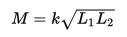 M = k√L₁L₂